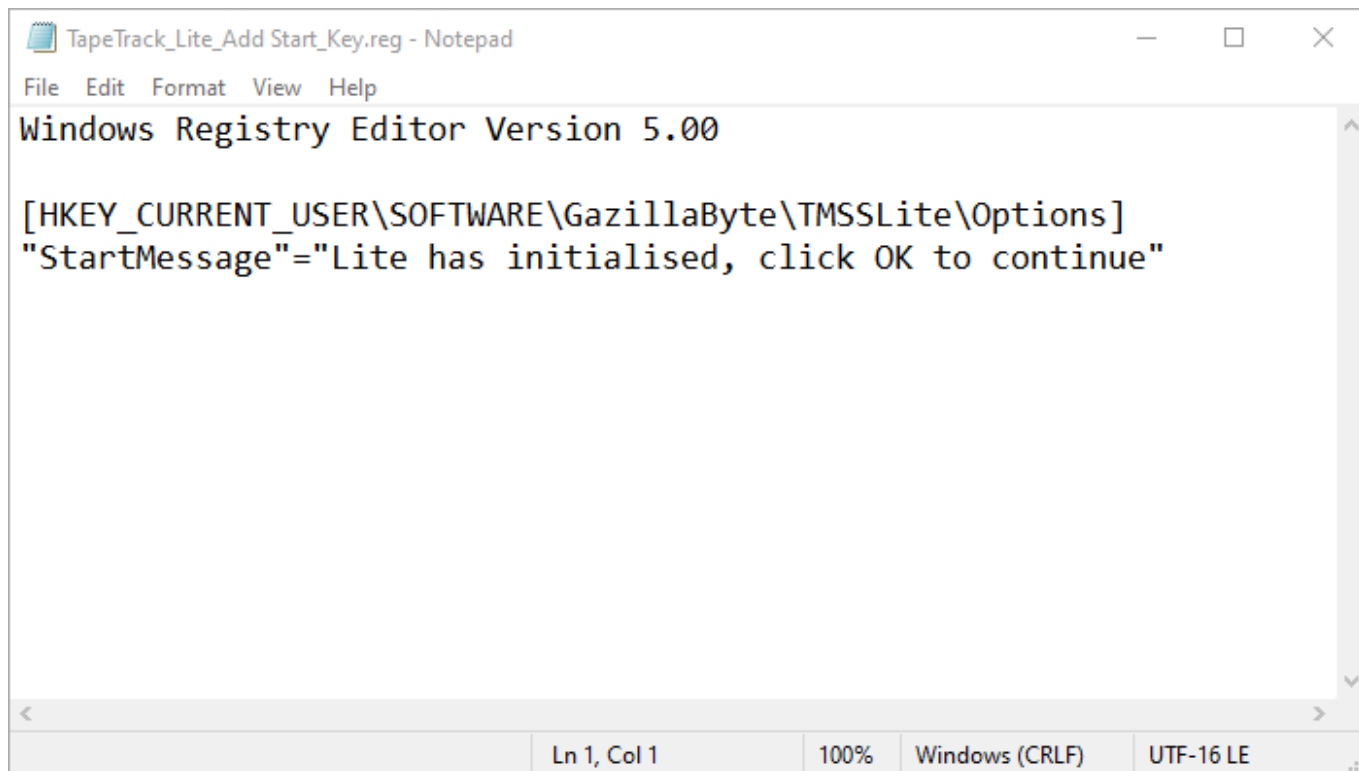 TapeTrack_Lite_Add Start_Key.reg - Notepad
File Edit Format View Help
Windows Registry Editor Version 5.00
[HKEY_CURRENT_USER\SOFTWARE\GazillaByte\TMSSLite\Options]
"StartMessage"="Lite has initialised, click OK to continue"
Ln 1, Col 1 100% Windows (CRLF) UTF-16 LE